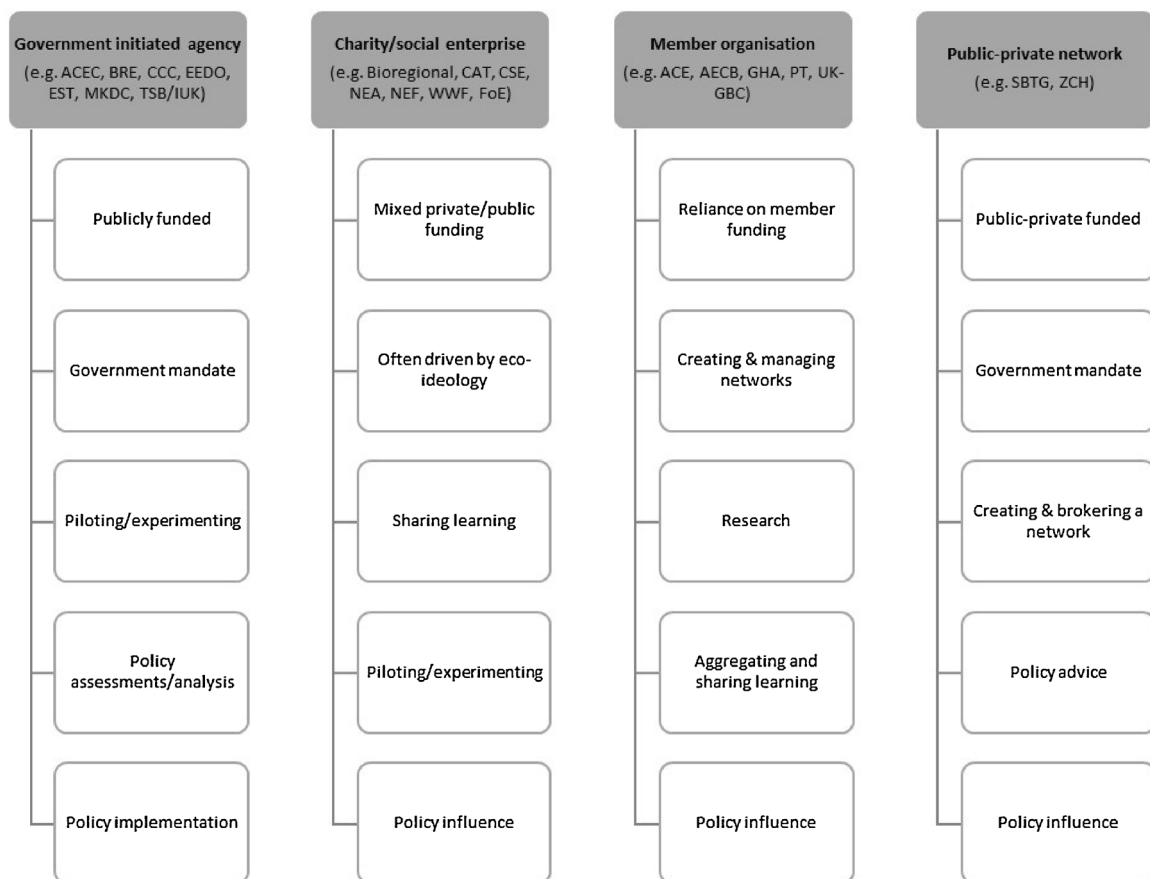 Government initiated agency
(e.g. ACEC, BRE, CCC, EEDO,
EST, MKDC, TSB/IUK)
Publicly funded
Government mandate
Piloting/experimenting
Policy
assessments/analysis
Policy implementation
Charity/social enterprise
(e.g. Bioregional, CAT, CSE,
NEA, NEF, WWF, FoE)
Mixed private/public
funding
Often driven by eco-
ideology
Sharing learning
Piloting/experimenting
Policy influence
Member organisation
(e.g. ACE, AECB, GHA, PT, UK-
GBC)
Reliance on member
funding
Creating & managing
networks
Research
Aggregating and
sharing learning
Policy influence
Public-private network
(e.g. SBTG, ZCH)
Public-private funded
Government mandate
Creating & brokering a
network
Policy advice
Policy influence